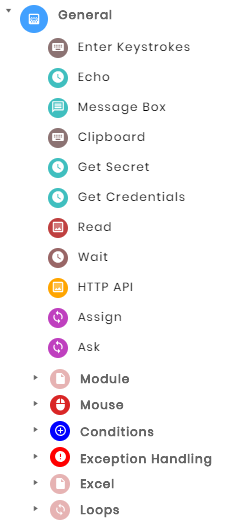 General
Enter Keystrokes
Echo
Message Box
Clipboard
Get Secret
Get Credentials
Read
Wait
HTTP API
Assign
Ask
Module
Mouse
Conditions
Exception Handling
Excel
Loops